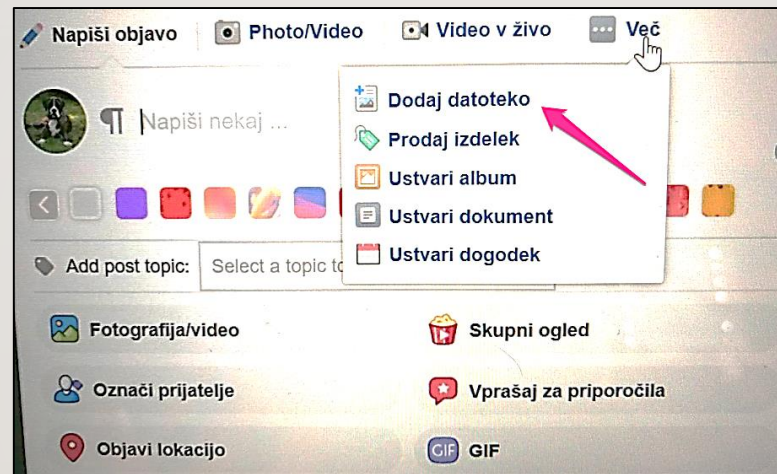 Napiši objavo Photo/Video Video v živo Več
Napiši nekaj ...
Dodaj datoteko
Prodaj izdelek
Ustvari album
Ustvari dokument
Ustvari dogodek
Add post topic: Select a topic to
Fotografija/video Skupni ogled
Označi prijatelje Vprašaj za priporočila
Objavi lokacijo GIF GIF